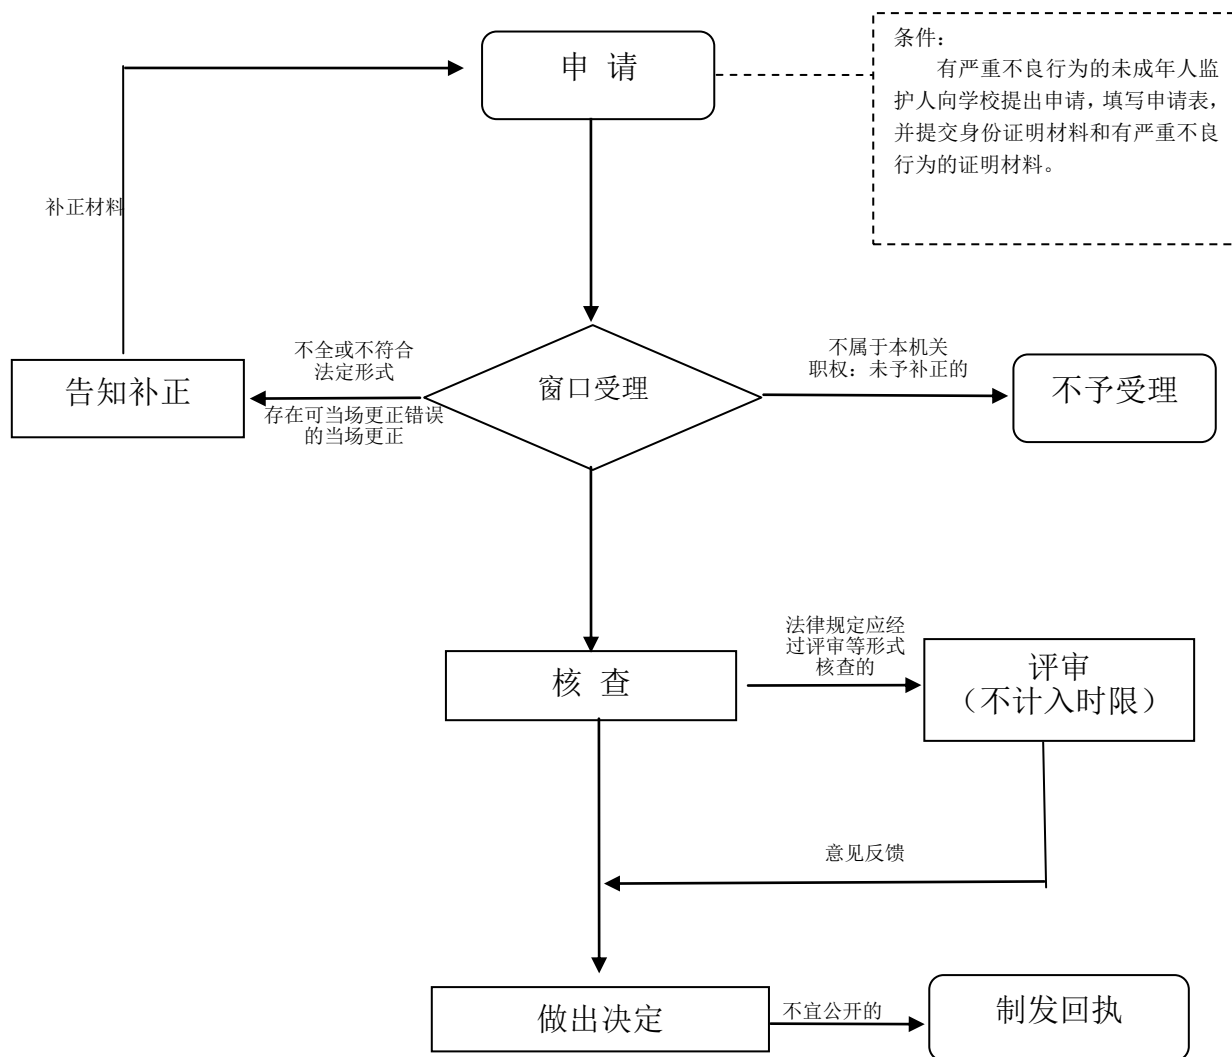 申 请
条件：
有严重不良行为的未成年人监
护人向学校提出申请，填写申请表，
并提交身份证明材料和有严重不良
行为的证明材料。
补正材料
不全或不符合
法定形式
不属于本机关
职权：未予补正的
告知补正
窗口受理
不予受理
存在可当场更正错误
的当场更正
法律规定应经
过评审等形式
核查的
核 查
评审
（不计入时限）
意见反馈
做出决定
不宜公开的
制发回执